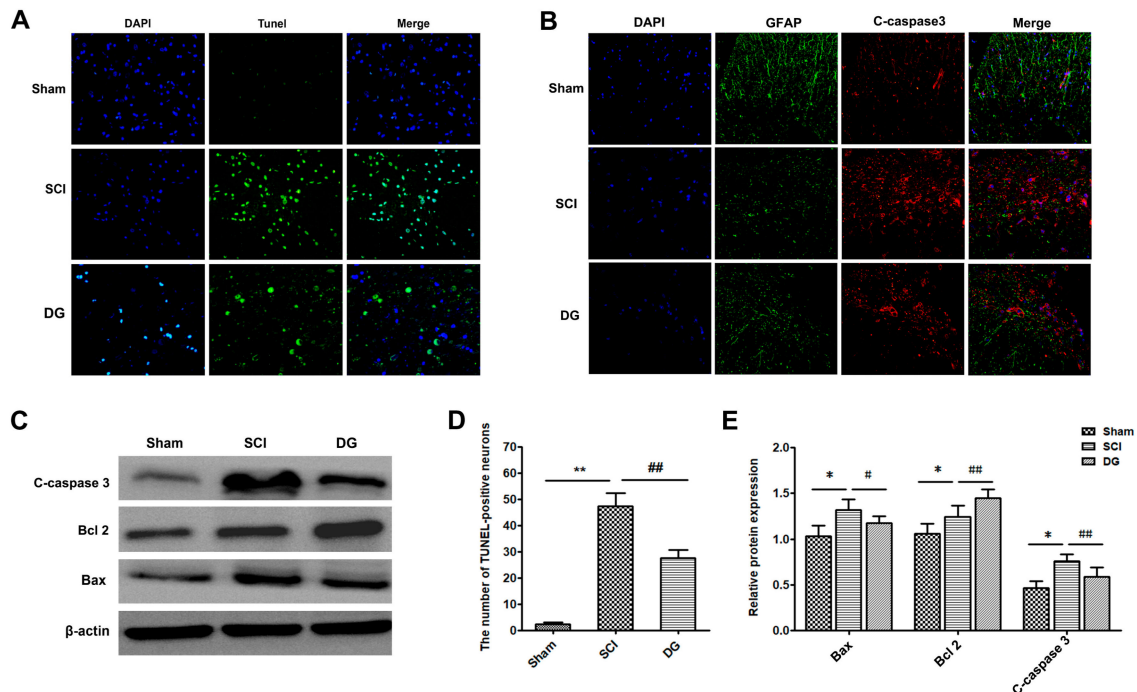 A
DAPI Tunel Merge
Sham
SCI
DG
B
DAPI GFAP C-caspase3 Merge
Sham
SCI
DG
C
Sham SCI DG
C-caspase 3
Bcl 2
Bax
β-actin
D
The number of TUNEL-positive neurons
70
60
50
40
30
20
10
0
** ##
Sham SCI DG
E
Relative protein expression
2.0
1.5
1.0
0.5
0.0
* # * ## * ##
Bax Bcl 2 C-caspase 3
Sham
SCI
DG